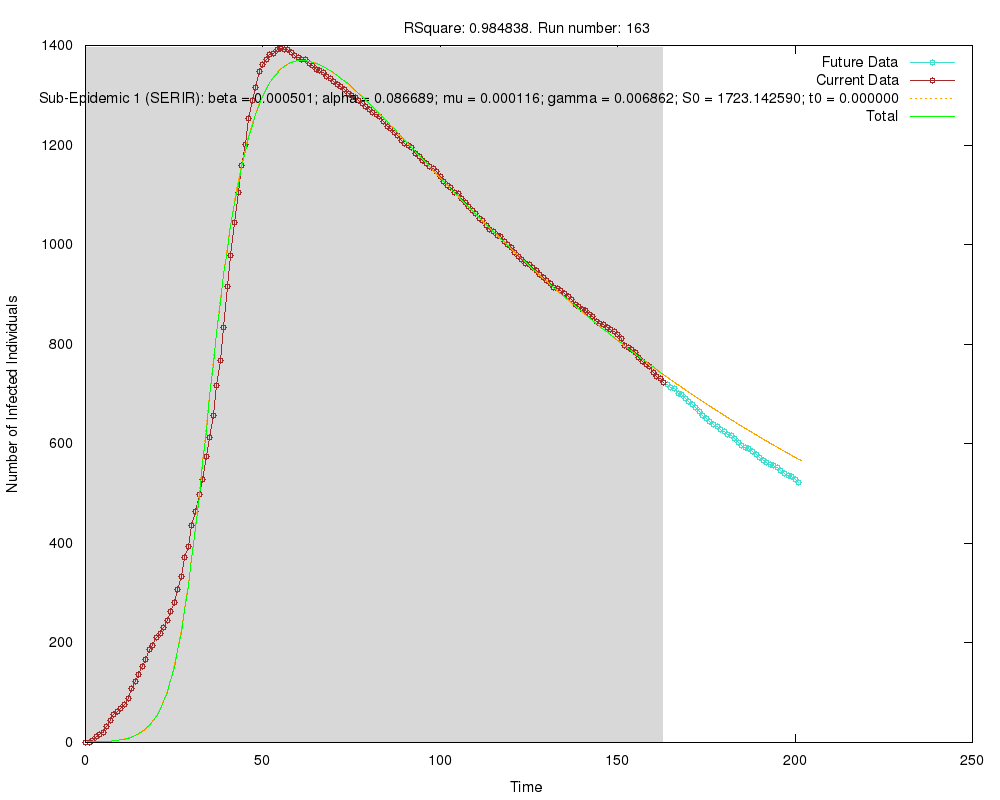 RSquare: 0.984838. Run number: 163
1400
1200
1000
800
600
400
200
0
Number of Infected Individuals
Future Data
Current Data
Sub-Epidemic 1 (SERIR): beta = 0.000501; alpha = 0.086689; mu = 0.000116; gamma = 0.006862; S0 = 1723.142590; t0 = 0.000000
Total
0 50 100 150 200 250
Time